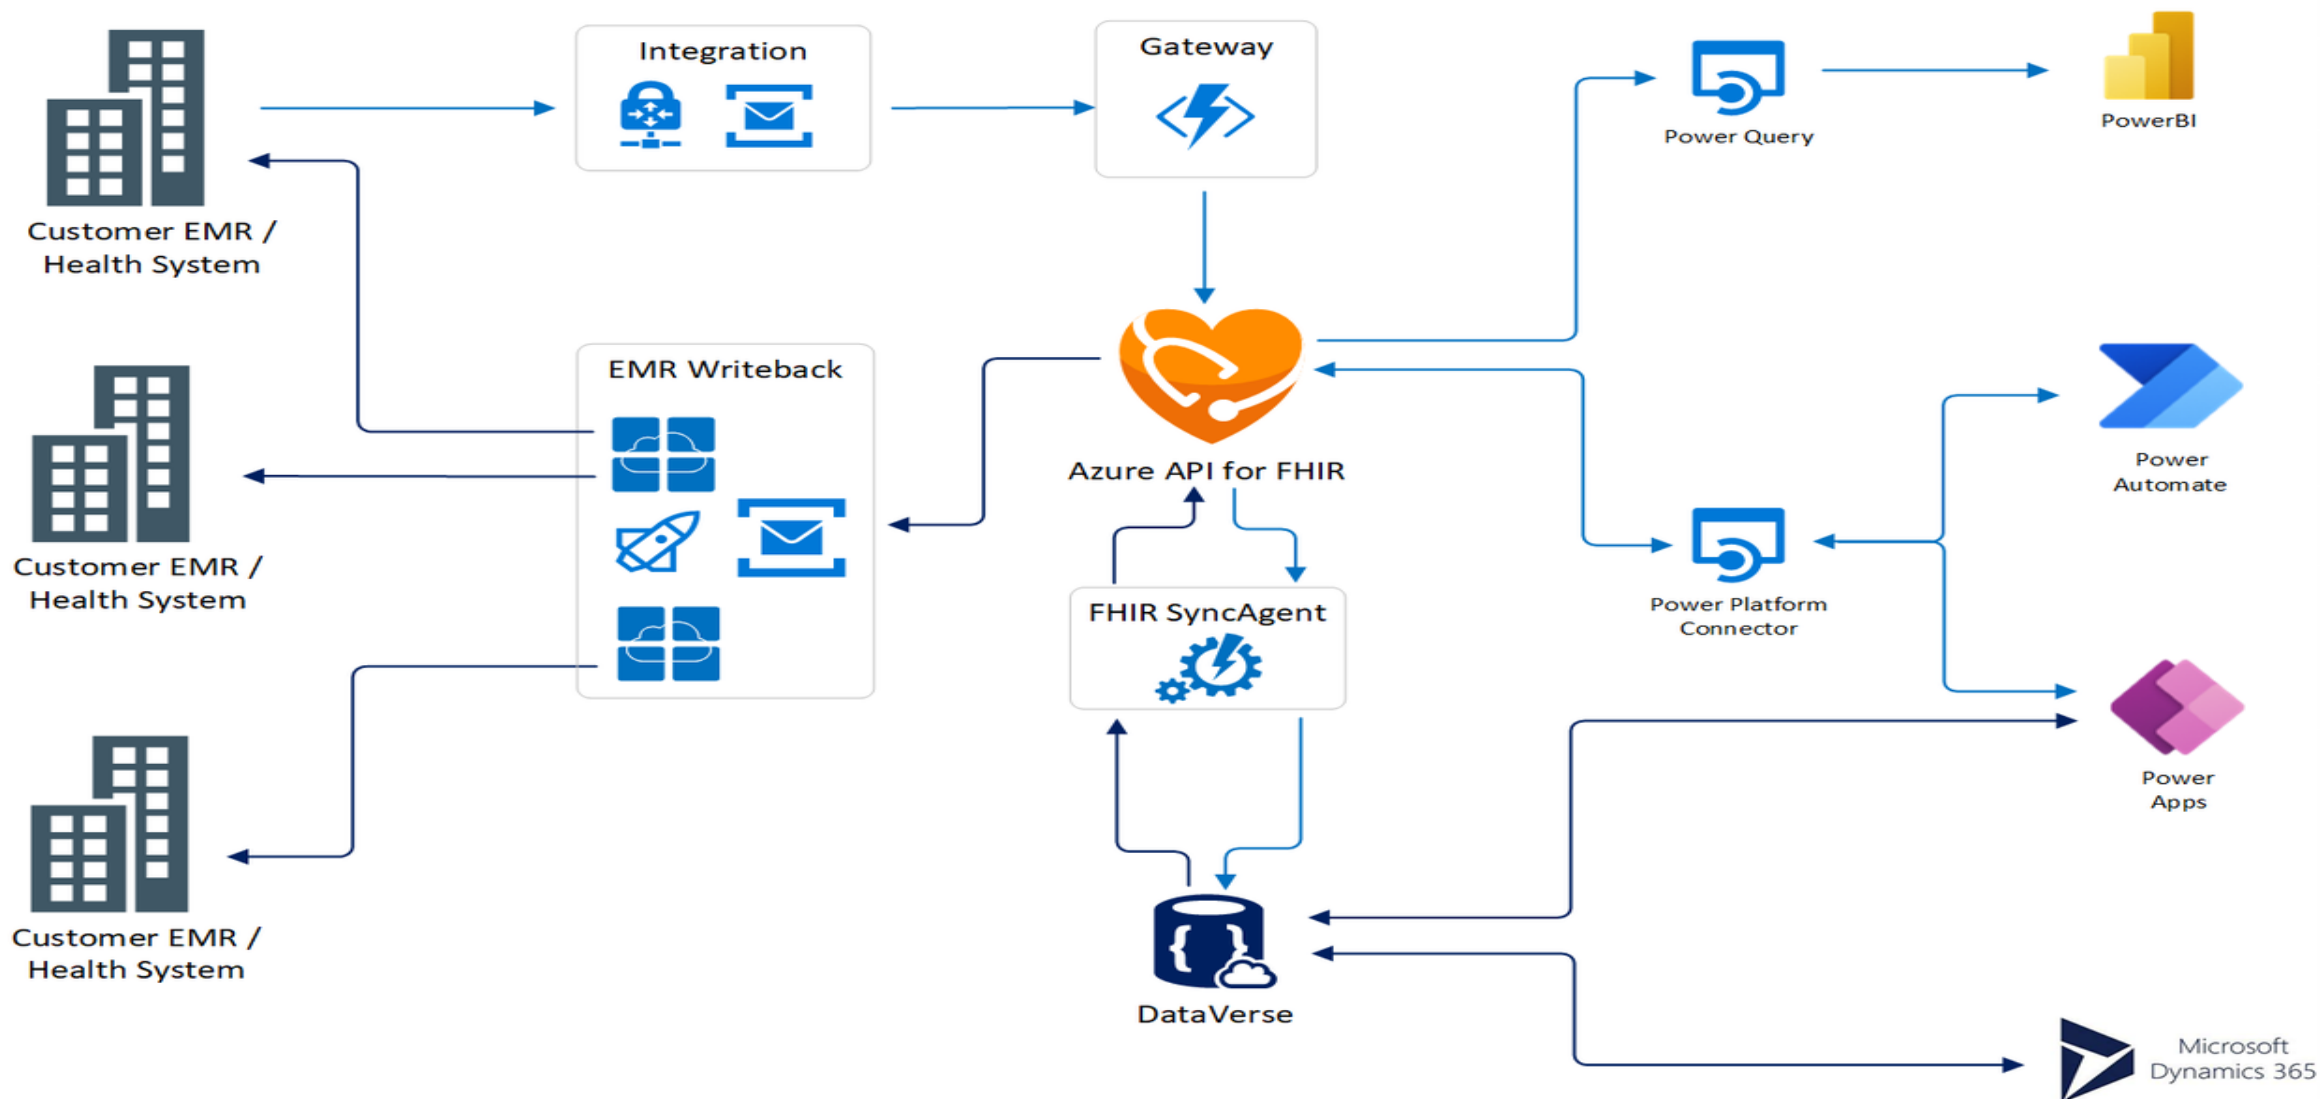 Integration
Gateway
Power Query
PowerBI
Customer EMR /
Health System
EMR Writeback
Azure API for FHIR
Power
Automate
Customer EMR /
Health System
FHIR SyncAgent
Power Platform
Connector
Power
Apps
Customer EMR /
Health System
DataVerse
Microsoft
Dynamics 365